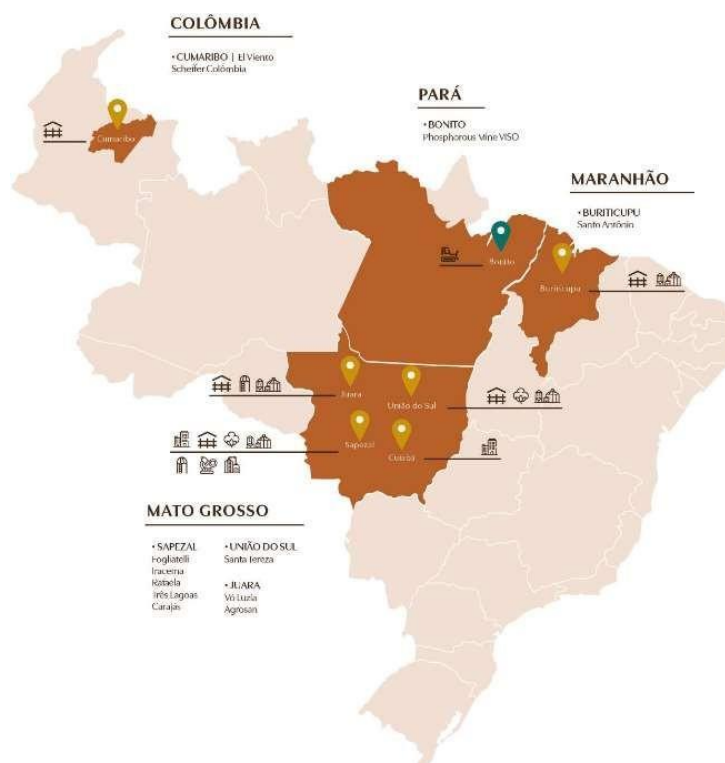 COLÔMBIA
• CUMARIBO | El Viento
Scheffer Colômbia
Cumaribo
PARÁ
• BONITO
Phosphorous Mine VISO
Bonito
MARANHÃO
• BURITICUPU
Santo Antônio
Buriticupu
Juara
União do Sul
Sapezal
Cuiabá
MATO GROSSO
• SAPEZAL
Fogliatelli
Iracema
Rafaela
Três Lagoas
Carajás
• UNIÃO DO SUL
Santa Tereza
• JUARA
Vó Luzia
Agrosan